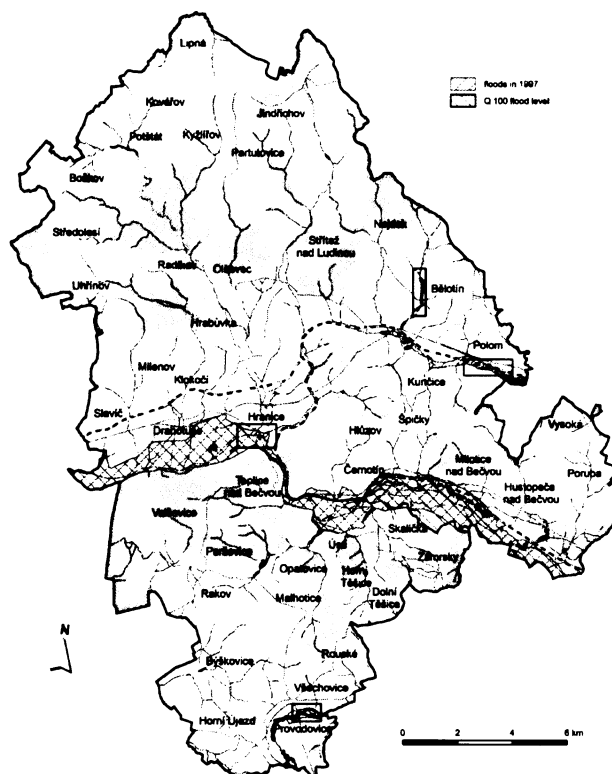 Lipná
floods in 1997
Q 100 flood level
Kovářov
Jindřichov
Potštát
Kyžlířov
Partutovice
Boškov
Středolesí
Střítež
nad Ludinou
Radíkov
Olšovec
Bělotín
Uhřínov
Hrabůvka
Polom
Milenov
Klokočí
Kunčice
Slavíč
Drahotuše
Hranice
Špičky
Vysoká
Hlúzov
Černotín
Milotice
nad Bečvou
Hustopeče
nad Bečvou
Poruba
Teplice
nad Bečvou
Valšovice
Skalička
Ústí
Zámrsky
Paršovice
Opatovice
Horní
Těšice
Dolní
Těšice
Rakov
Malhotice
N
Rouské
Býškovice
Všechovice
Horní Újezd
Provodovice
0 2 4 6 km